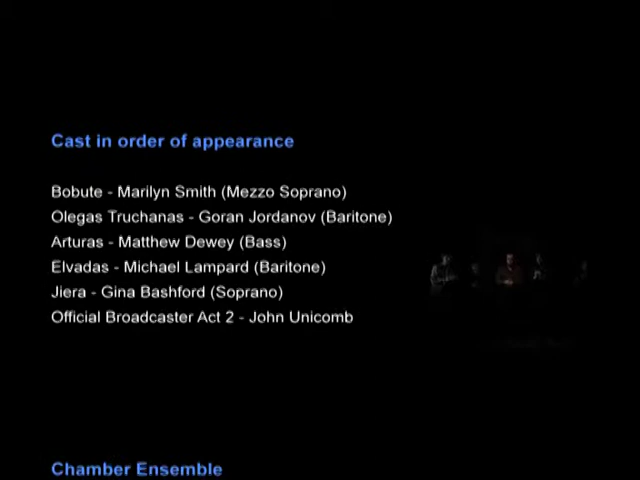 Cast in order of appearance
Bobute - Marilyn Smith (Mezzo Soprano)
Olegas Truchanas - Goran Jordanov (Baritone)
Arturas - Matthew Dewey (Bass)
Elvadas - Michael Lampard (Baritone)
Jiera - Gina Bashford (Soprano)
Official Broadcaster Act 2 - John Unicomb
Chamber Ensemble